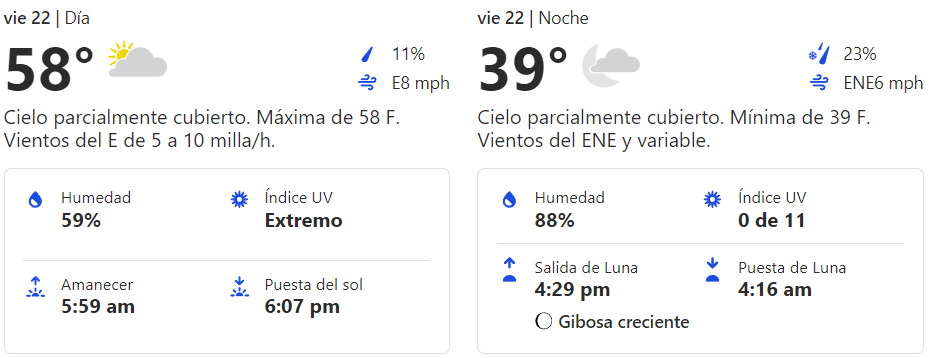 vie 22 | Día
58°
11%
E8 mph
Cielo parcialmente cubierto. Máxima de 58 F.
Vientos del E de 5 a 10 milla/h.
Humedad
59%
Índice UV
Extremo
Amanecer
5:59 am
Puesta del sol
6:07 pm
vie 22 | Noche
39°
23%
ENE6 mph
Cielo parcialmente cubierto. Mínima de 39 F.
Vientos del ENE y variable.
Humedad
88%
Índice UV
0 de 11
Salida de Luna
4:29 pm
Puesta de Luna
4:16 am
Gibosa creciente